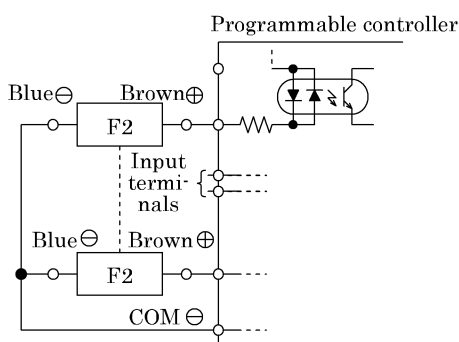 Programmable controller
Blue⊖ Brown⊕
F2
Input
termi-
nals
Blue⊖ Brown⊕
F2
COM ⊖